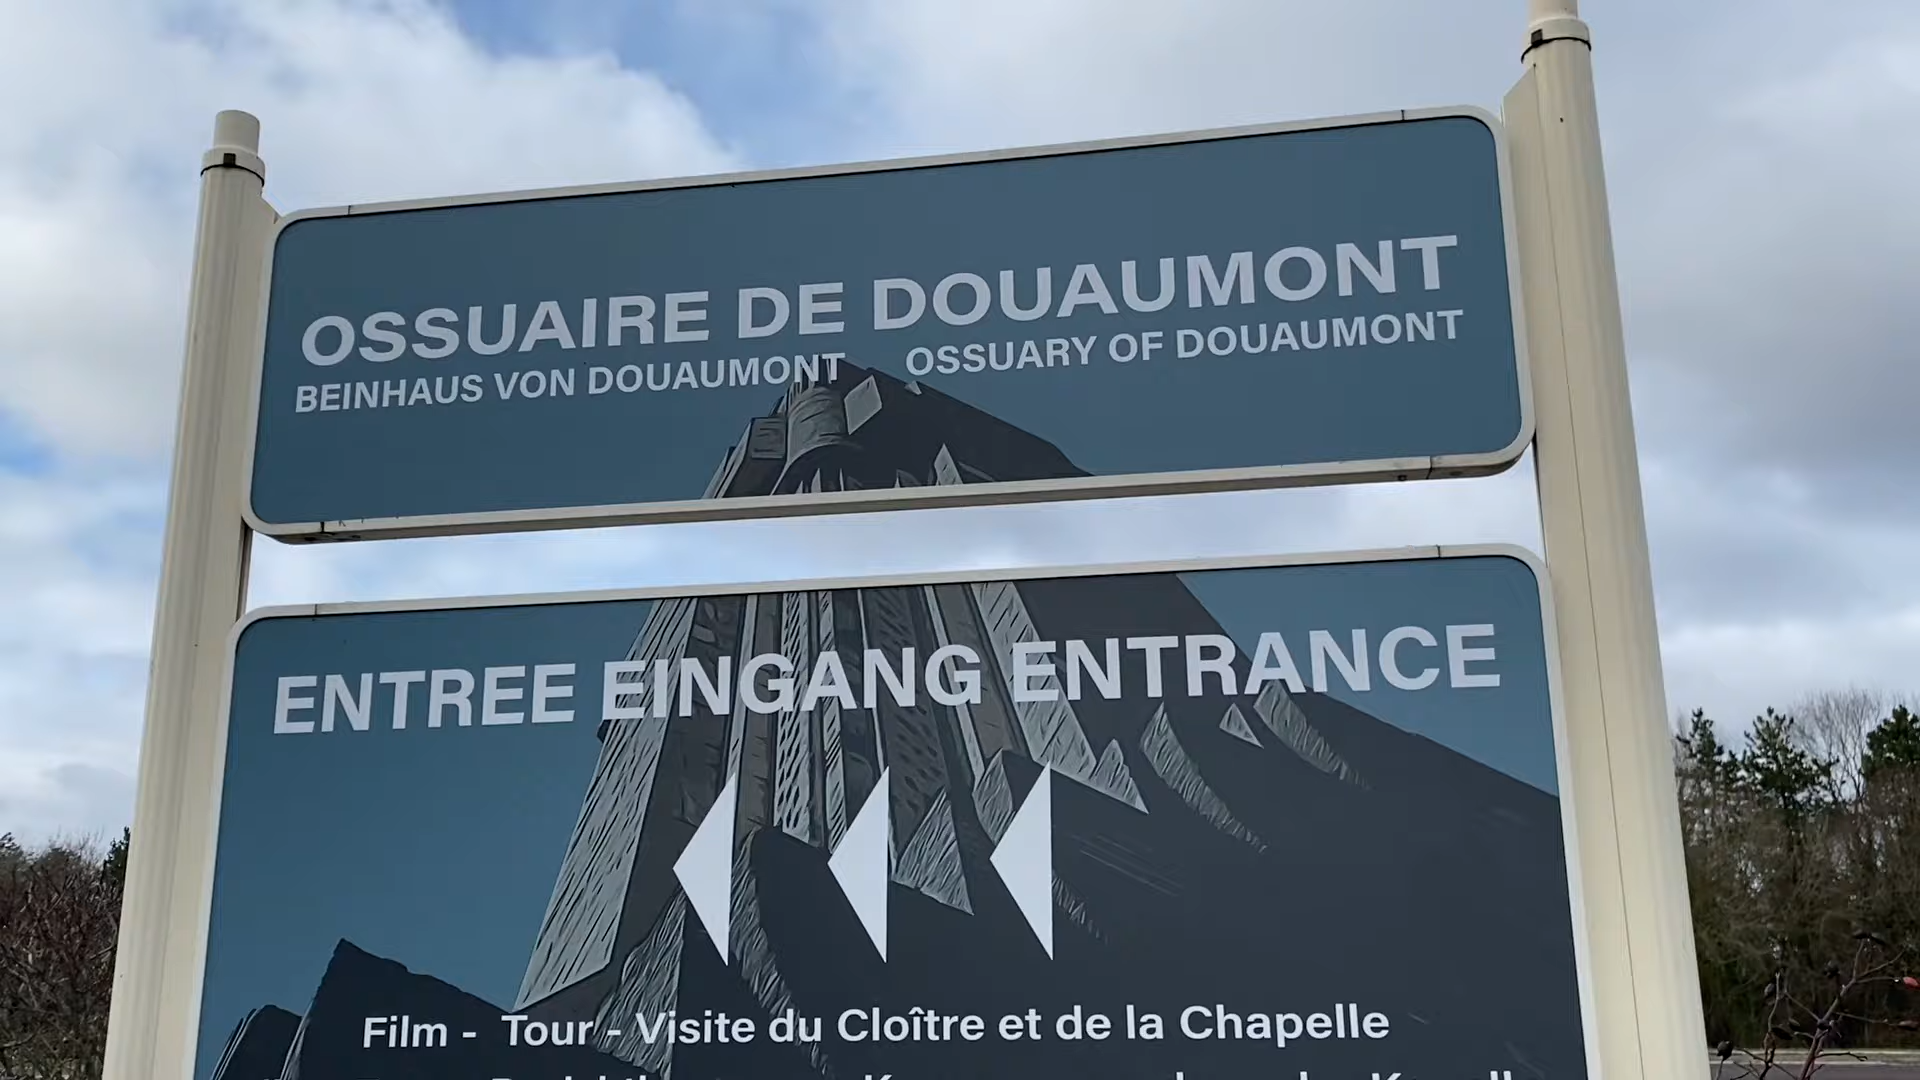 OSSUAIRE DE DOUAUMONT
BEINHAUS VON DOUAUMONT OSSUARY OF DOUAUMONT
ENTREE EINGANG ENTRANCE
Film - Tour - Visite du Cloître et de la Chapelle